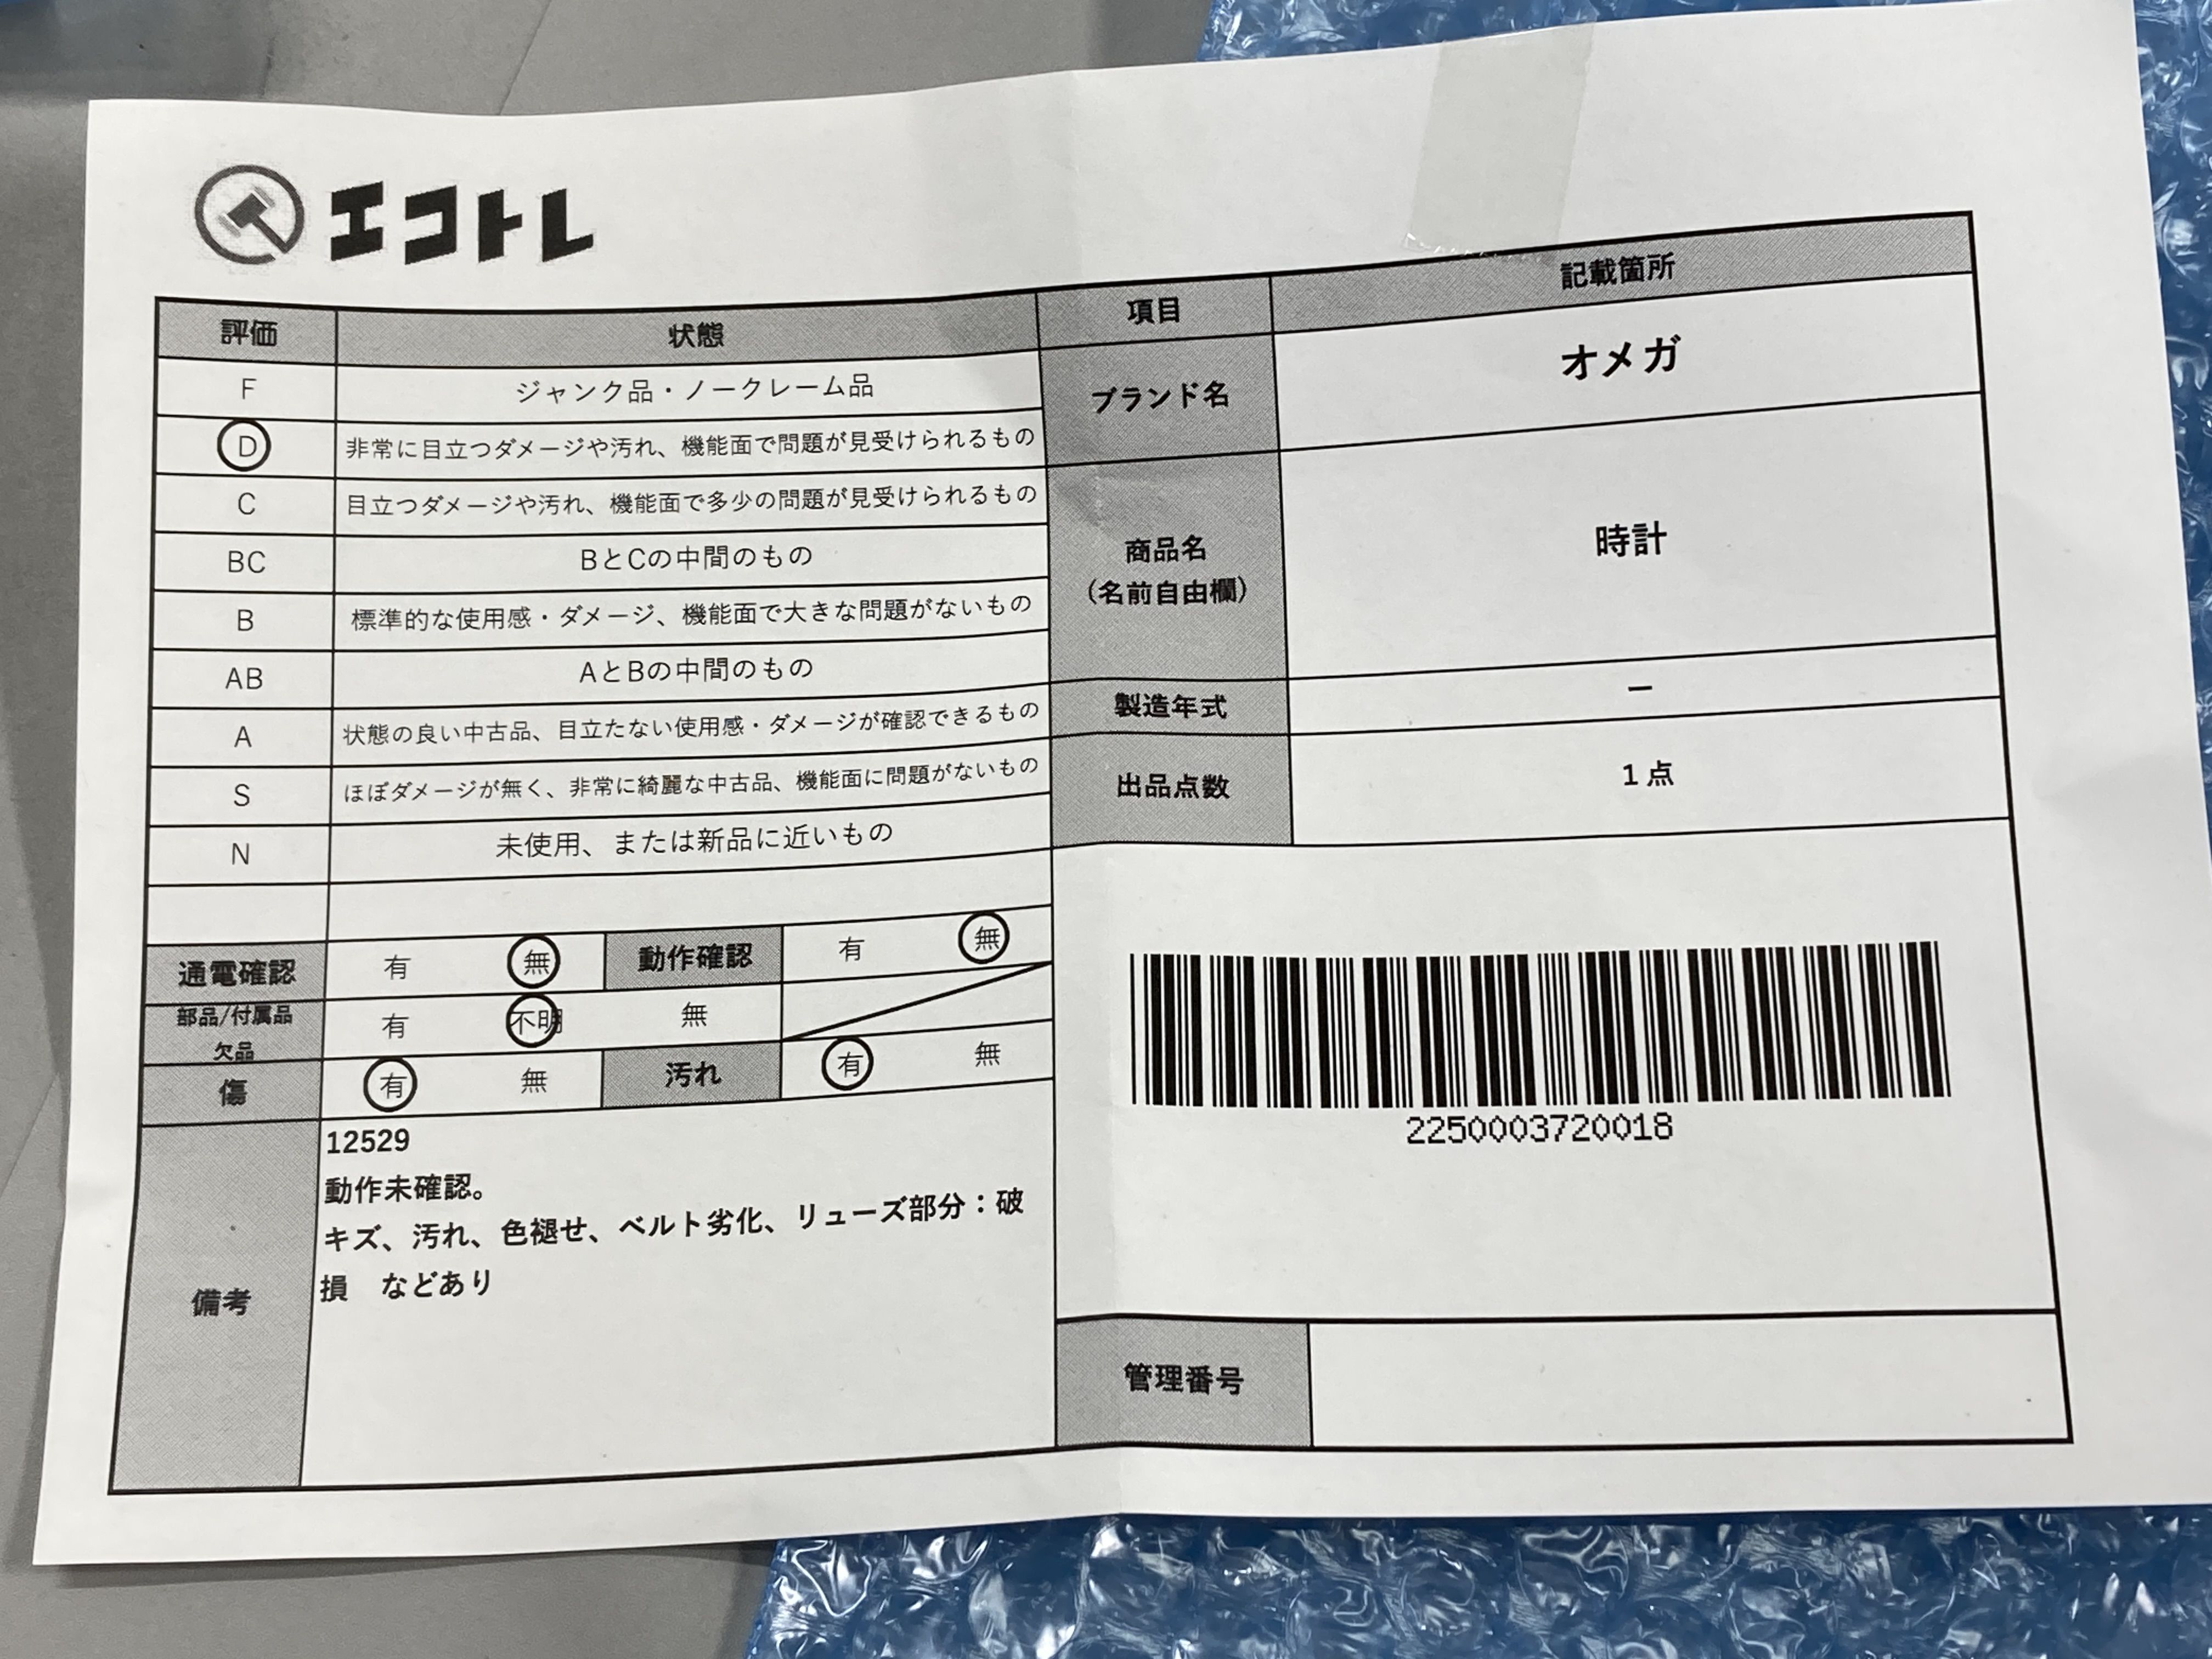 エコトレ
評価 状態
F ジャンク品・ノークレーム品
D 非常に目立つダメージや汚れ、機能面で問題が見受けられるもの
C 目立つダメージや汚れ、機能面で多少の問題が見受けられるもの
BC BとCの中間のもの
B 標準的な使用感・ダメージ、機能面で大きな問題がないもの
AB AとBの中間のもの
A 状態の良い中古品、目立たない使用感・ダメージが確認できるもの
S ほぼダメージが無く、非常に綺麗な中古品、機能面に問題がないもの
N 未使用、または新品に近いもの
通電確認 有 無 動作確認 有 無
部品/付属品
欠品 有 不明 無
傷 有 無 汚れ 有 無
備考
12529
動作未確認。
キズ、汚れ、色褪せ、ベルト劣化、リューズ部分：破
損　などあり
項目 記載箇所
ブランド名 オメガ
商品名
（名前自由欄） 時計
製造年式 ー
出品点数 1点
2250003720018
管理番号